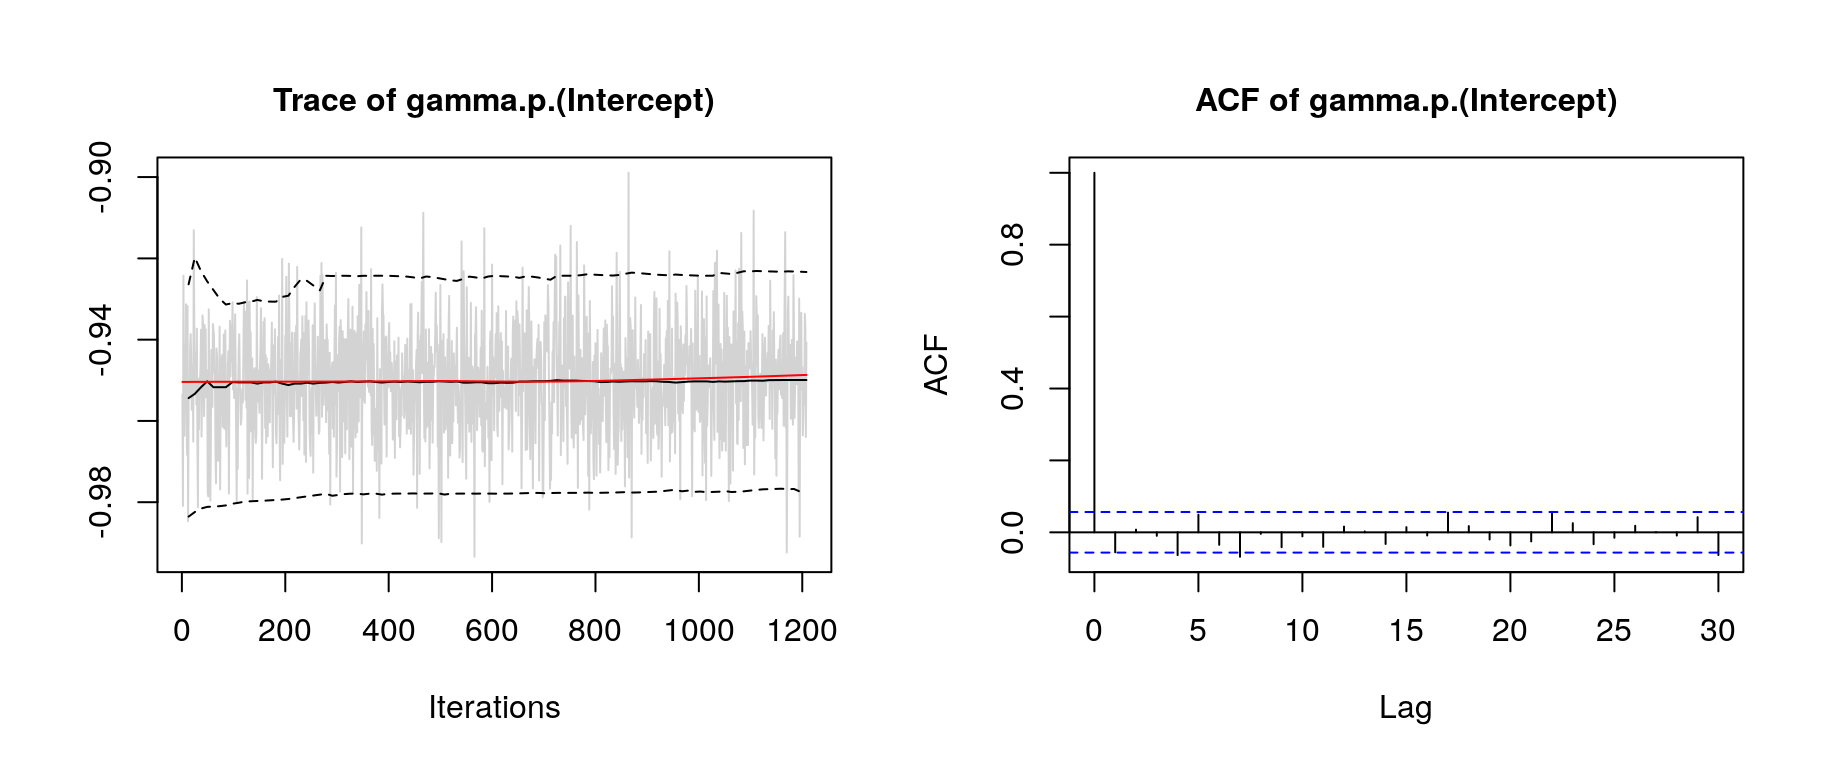 Trace of gamma.p.(Intercept)
-0.90
-0.94
-0.98
0 200 400 600 800 1000 1200
Iterations
ACF of gamma.p.(Intercept)
ACF
0.8
0.4
0.0
0 5 10 15 20 25 30
Lag